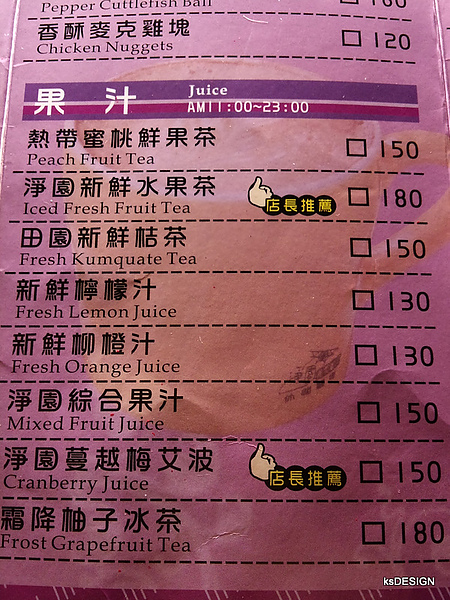 Pepper Cuttlefish Ball
香酥麥克雞塊
Chicken Nuggets □ 120
果汁 Juice
AM11:00~23:00
熱帶蜜桃鮮果茶
Peach Fruit Tea □ 150
淨園新鮮水果茶
Iced Fresh Fruit Tea 店長推薦 □ 180
田園新鮮桔茶
Fresh Kumquate Tea □ 150
新鮮檸檬汁
Fresh Lemon Juice □ 130
新鮮柳橙汁
Fresh Orange Juice □ 130
淨園綜合果汁
Mixed Fruit Juice □ 150
淨園蔓越梅艾波
Cranberry Juice 店長推薦 □ 150
霜降柚子冰茶
Frost Grapefruit Tea □ 180
ksDESIGN